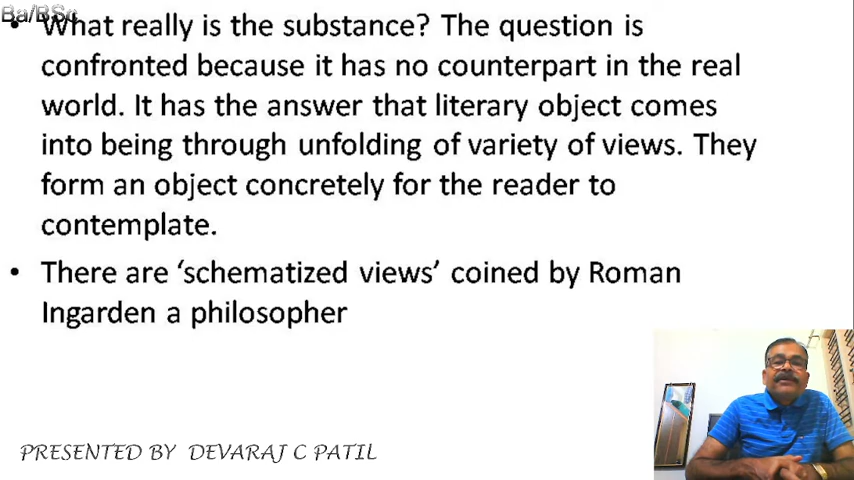 Ba/BSc
• What really is the substance? The question is
confronted because it has no counterpart in the real
world. It has the answer that literary object comes
into being through unfolding of variety of views. They
form an object concretely for the reader to
contemplate.
• There are ‘schematized views’ coined by Roman
Ingarden a philosopher
PRESENTED BY DEVARAJ C PATIL